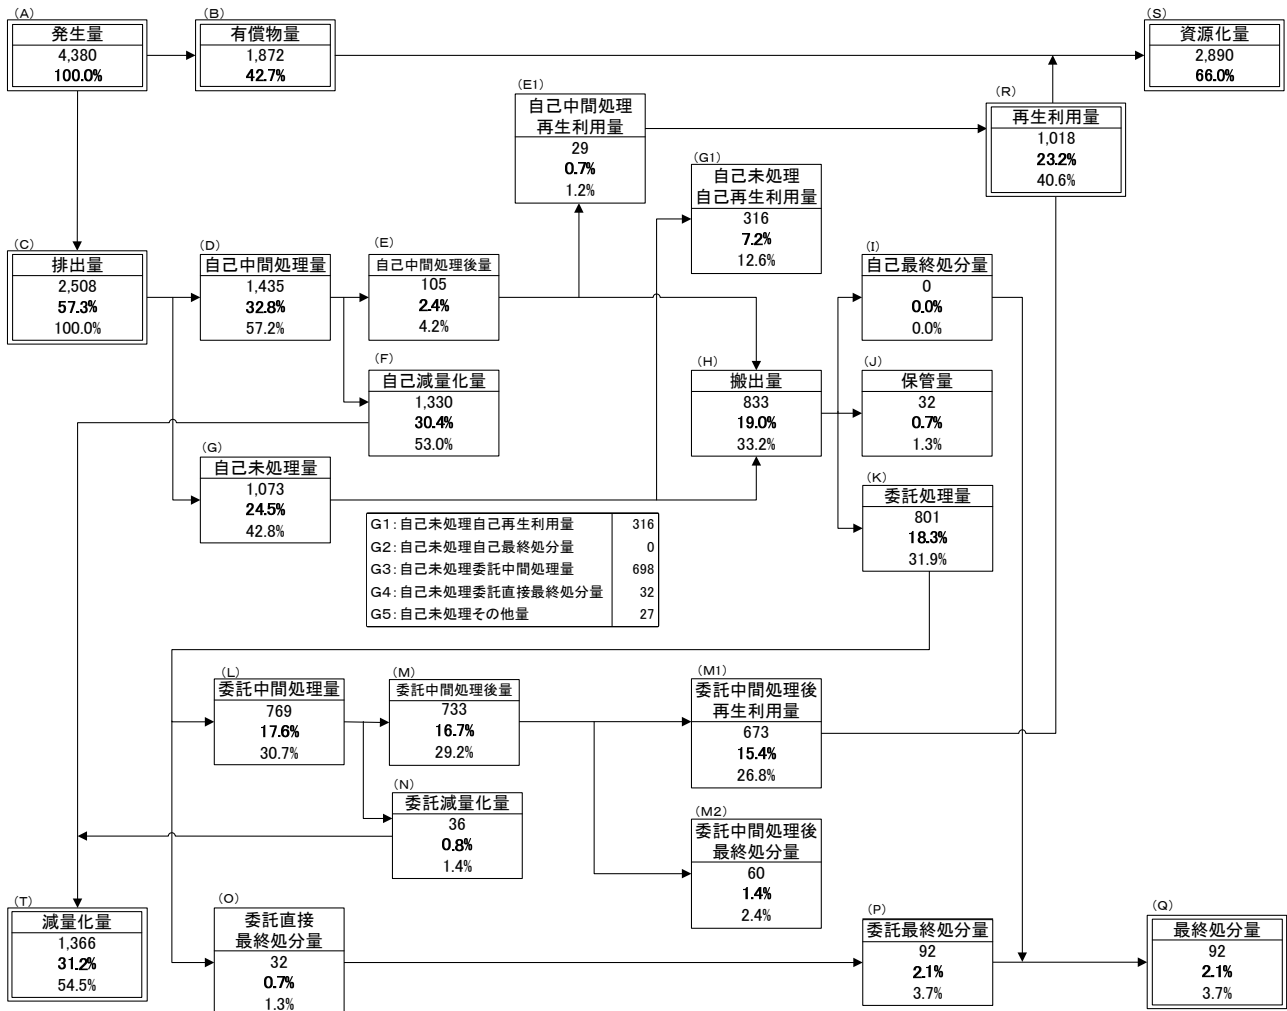 (A)
発生量
4,380
100.0%
(B)
有償物量
1,872
42.7%
(S)
資源化量
2,890
66.0%
(E1)
自己中間処理
再生利用量
29
0.7%
1.2%
(R)
再生利用量
1,018
23.2%
40.6%
(G1)
自己未処理
自己再生利用量
316
7.2%
12.6%
(C)
排出量
2,508
57.3%
100.0%
(D)
自己中間処理量
1,435
32.8%
57.2%
(E)
自己中間処理後量
105
2.4%
4.2%
(I)
自己最終処分量
0
0.0%
0.0%
(F)
自己減量化量
1,330
30.4%
53.0%
(H)
搬出量
833
19.0%
33.2%
(J)
保管量
32
0.7%
1.3%
(G)
自己未処理量
1,073
24.5%
42.8%
(K)
委託処理量
801
18.3%
31.9%
G1:自己未処理自己再生利用量 316
G2:自己未処理自己最終処分量 0
G3:自己未処理委託中間処理量 698
G4:自己未処理委託直接最終処分量 32
G5:自己未処理その他量 27
(L)
委託中間処理量
769
17.6%
30.7%
(M)
委託中間処理後量
733
16.7%
29.2%
(M1)
委託中間処理後
再生利用量
673
15.4%
26.8%
(N)
委託減量化量
36
0.8%
1.4%
(M2)
委託中間処理後
最終処分量
60
1.4%
2.4%
(T)
減量化量
1,366
31.2%
54.5%
(O)
委託直接
最終処分量
32
0.7%
1.3%
(P)
委託最終処分量
92
2.1%
3.7%
(Q)
最終処分量
92
2.1%
3.7%